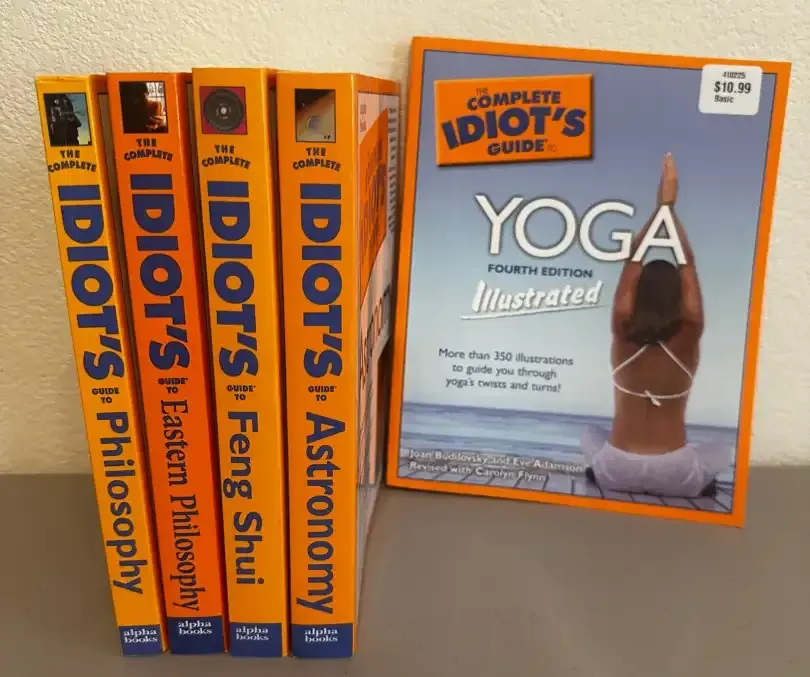 THE
COMPLETE
IDIOT'S
GUIDE TO
Philosophy
alpha
books
THE
COMPLETE
IDIOT'S
GUIDE TO
Eastern Philosophy
alpha
books
THE
COMPLETE
IDIOT'S
GUIDE TO
Feng Shui
alpha
books
THE
COMPLETE
IDIOT'S
GUIDE TO
Astronomy
alpha
books
THE
COMPLETE
IDIOT'S
GUIDE TO
410225
$10.99
Basic
YOGA
FOURTH EDITION
Illustrated
More than 350 illustrations
to guide you through
yoga's twists and turns!
Joan Budilovsky and Eve Adamson
Revised with Carolyn Flynn